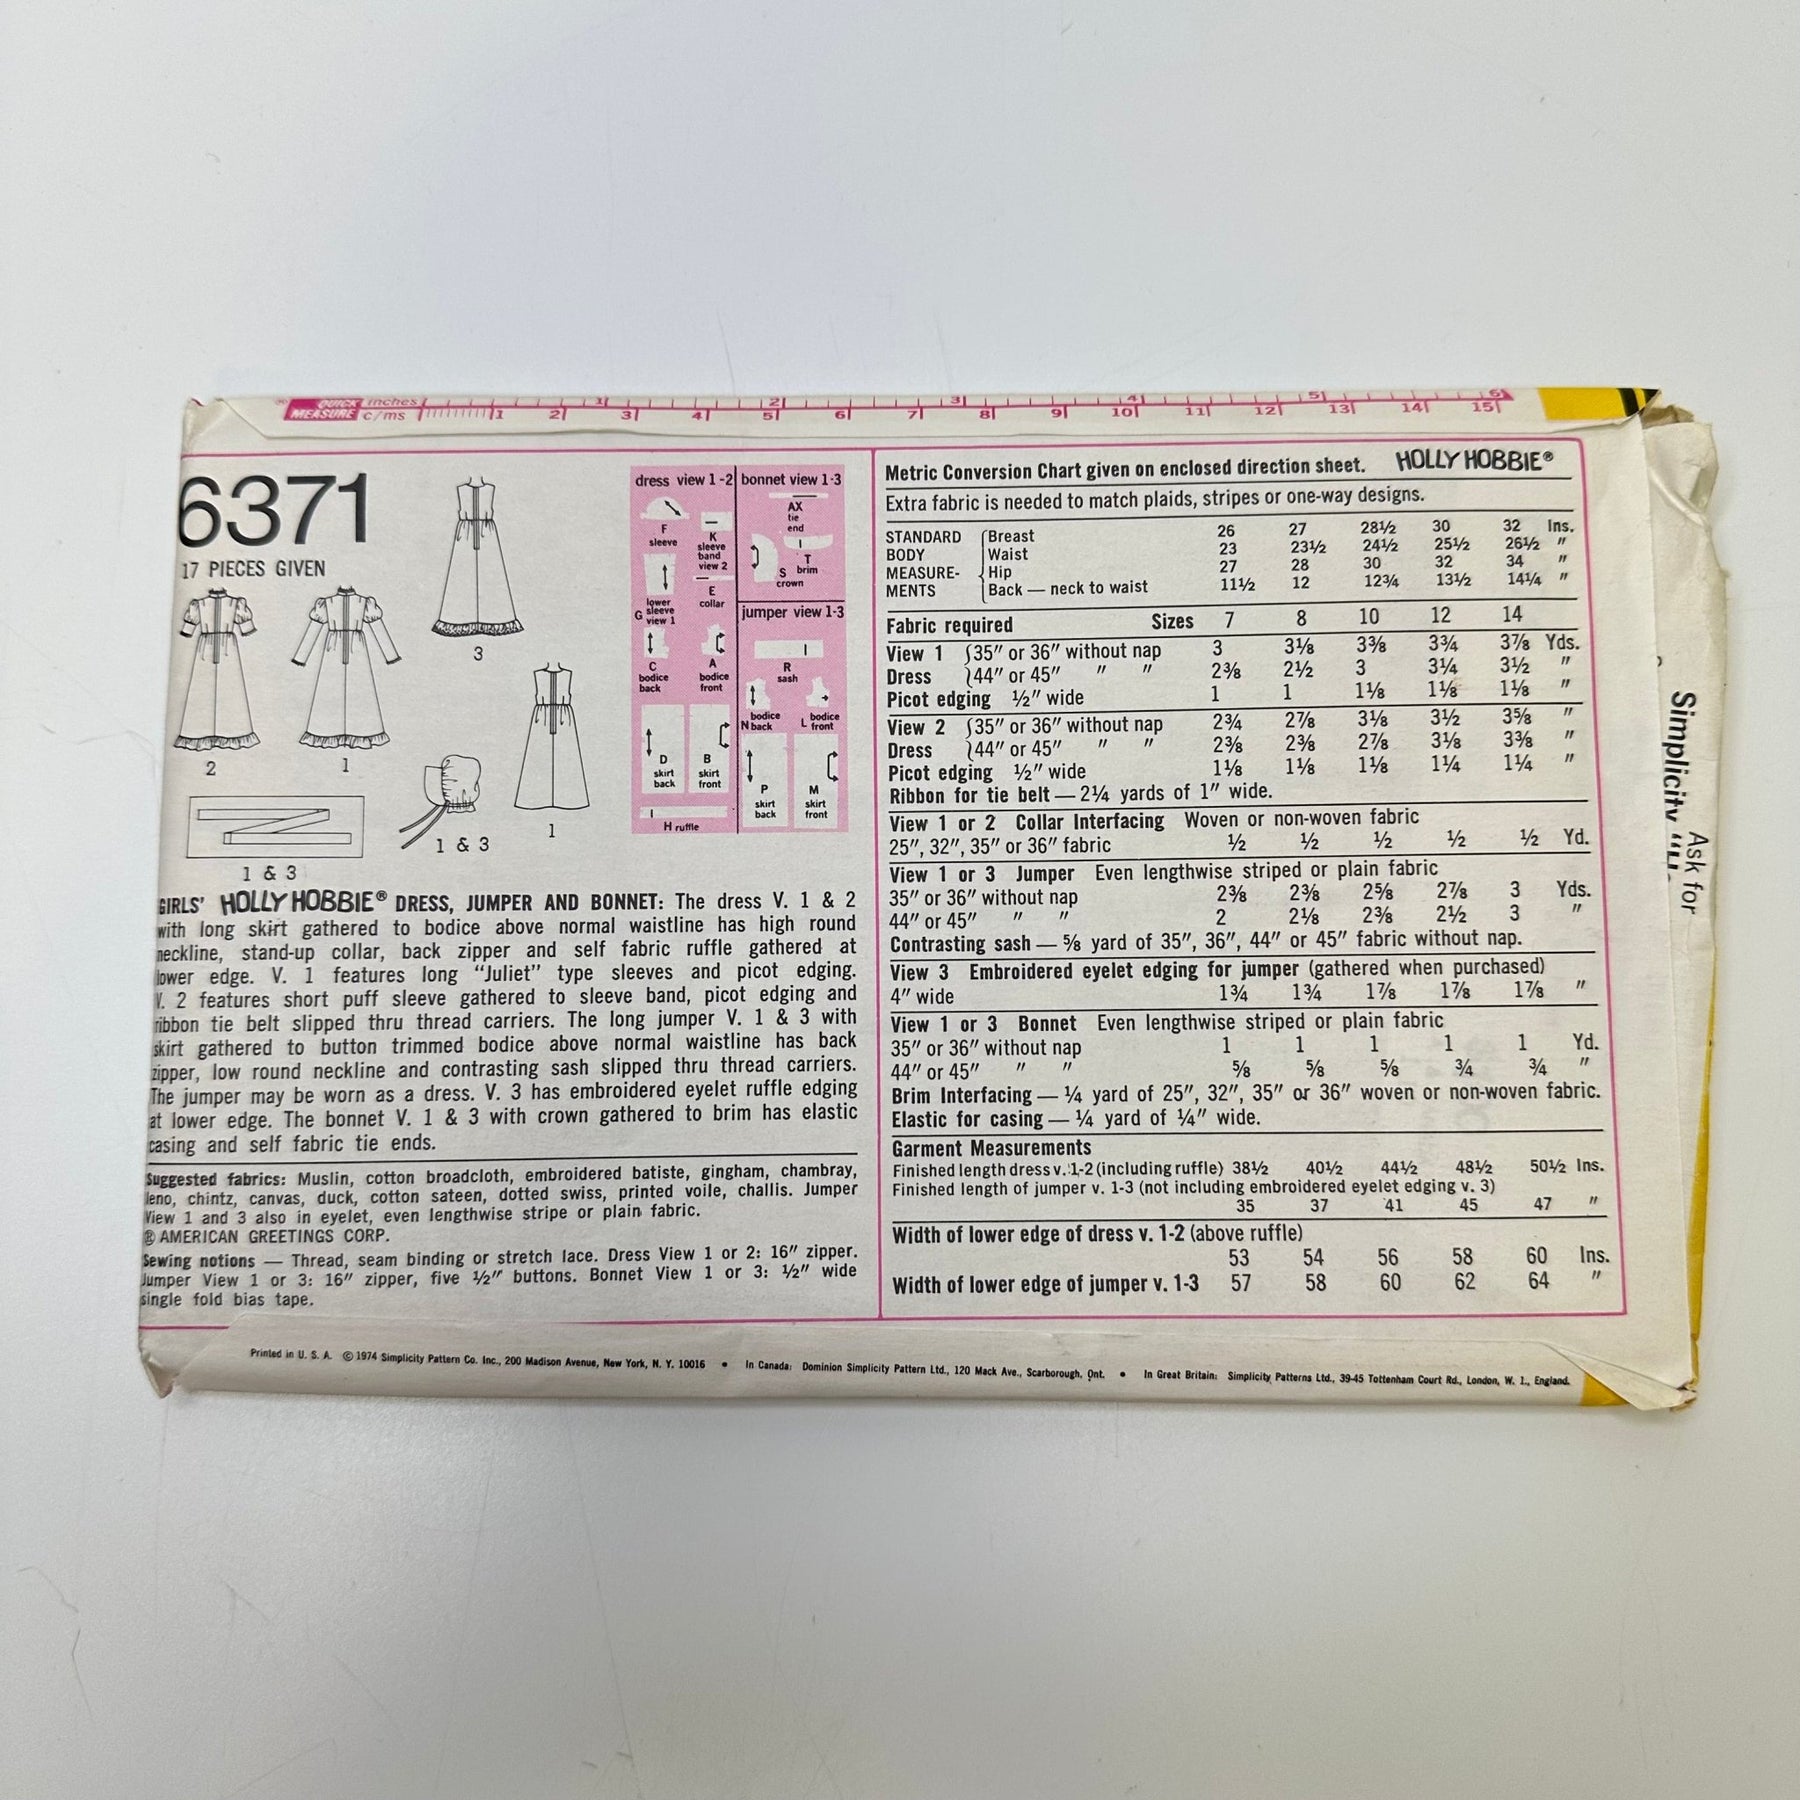 QUICK MEASURE inches c/ms
1 2 3 4 5 6
1 2 3 4 5 6 7 8 9 10 11 12 13 14 15
6371
17 PIECES GIVEN
3
2
1
1 & 3
1 & 3
1
dress view 1-2
F sleeve
K sleeve band view 2
G lower sleeve view 1
E collar
C bodice back
A bodice front
D skirt back
B skirt front
H ruffle
bonnet view 1-3
AX tie end
S crown
T brim
jumper view 1-3
R sash
N bodice back
L bodice front
P skirt back
M skirt front
GIRLS' HOLLY HOBBIE® DRESS, JUMPER AND BONNET: The dress V. 1 & 2
with long skirt gathered to bodice above normal waistline has high round
neckline, stand-up collar, back zipper and self fabric ruffle gathered at
lower edge. V. 1 features long "Juliet" type sleeves and picot edging.
V. 2 features short puff sleeve gathered to sleeve band, picot edging and
ribbon tie belt slipped thru thread carriers. The long jumper V. 1 & 3 with
skirt gathered to button trimmed bodice above normal waistline has back
zipper, low round neckline and contrasting sash slipped thru thread carriers.
The jumper may be worn as a dress. V. 3 has embroidered eyelet ruffle edging
at lower edge. The bonnet V. 1 & 3 with crown gathered to brim has elastic
casing and self fabric tie ends.
Suggested fabrics: Muslin, cotton broadcloth, embroidered batiste, gingham, chambray,
leno, chintz, canvas, duck, cotton sateen, dotted swiss, printed voile, challis. Jumper
View 1 and 3 also in eyelet, even lengthwise stripe or plain fabric.
® AMERICAN GREETINGS CORP.
Sewing notions — Thread, seam binding or stretch lace. Dress View 1 or 2: 16" zipper.
Jumper View 1 or 3: 16" zipper, five ½" buttons. Bonnet View 1 or 3: ½" wide
single fold bias tape.
Metric Conversion Chart given on enclosed direction sheet. HOLLY HOBBIE®
Extra fabric is needed to match plaids, stripes or one-way designs.
STANDARD Breast 26 27 28½ 30 32 Ins.
BODY Waist 23 23½ 24½ 25½ 26½ "
MEASURE- Hip 27 28 30 32 34 "
MENTS Back — neck to waist 11½ 12 12¾ 13½ 14¼ "
Fabric required Sizes 7 8 10 12 14
View 1 35" or 36" without nap 3 3⅛ 3⅜ 3¾ 3⅞ Yds.
Dress 44" or 45" " " 2⅜ 2½ 3 3¼ 3½ "
Picot edging ½" wide 1 1 1⅛ 1⅛ 1⅛ "
View 2 35" or 36" without nap 2¾ 2⅞ 3⅛ 3½ 3⅝ "
Dress 44" or 45" " " 2⅜ 2⅜ 2⅞ 3⅛ 3⅜ "
Picot edging ½" wide 1⅛ 1⅛ 1⅛ 1¼ 1¼ "
Ribbon for tie belt — 2¼ yards of 1" wide.
View 1 or 2 Collar Interfacing Woven or non-woven fabric
25", 32", 35" or 36" fabric ½ ½ ½ ½ ½ Yd.
View 1 or 3 Jumper Even lengthwise striped or plain fabric
35" or 36" without nap 2⅜ 2⅜ 2⅝ 2⅞ 3 Yds.
44" or 45" " " 2 2⅛ 2⅜ 2½ 3 "
Contrasting sash — ⅝ yard of 35", 36", 44" or 45" fabric without nap.
View 3 Embroidered eyelet edging for jumper (gathered when purchased)
4" wide 1¾ 1¾ 1⅞ 1⅞ 1⅞ "
View 1 or 3 Bonnet Even lengthwise striped or plain fabric
35" or 36" without nap 1 1 1 1 1 Yd.
44" or 45" " " ⅝ ⅝ ⅝ ¾ ¾ "
Brim Interfacing — ¼ yard of 25", 32", 35" or 36" woven or non-woven fabric.
Elastic for casing — ¼ yard of ¼" wide.
Garment Measurements
Finished length dress v. 1-2 (including ruffle) 38½ 40½ 44½ 48½ 50½ Ins.
Finished length of jumper v. 1-3 (not including embroidered eyelet edging v. 3)
35 37 41 45 47 "
Width of lower edge of dress v. 1-2 (above ruffle)
53 54 56 58 60 Ins.
Width of lower edge of jumper v. 1-3 57 58 60 62 64 "
Printed in U. S. A. © 1974 Simplicity Pattern Co. Inc., 200 Madison Avenue, New York, N. Y. 10016 • In Canada: Dominion Simplicity Pattern Ltd., 120 Mack Ave., Scarborough, Ont. • In Great Britain: Simplicity Patterns Ltd., 39-45 Tottenham Court Rd., London, W. 1., England.
Ask for
Simplicity